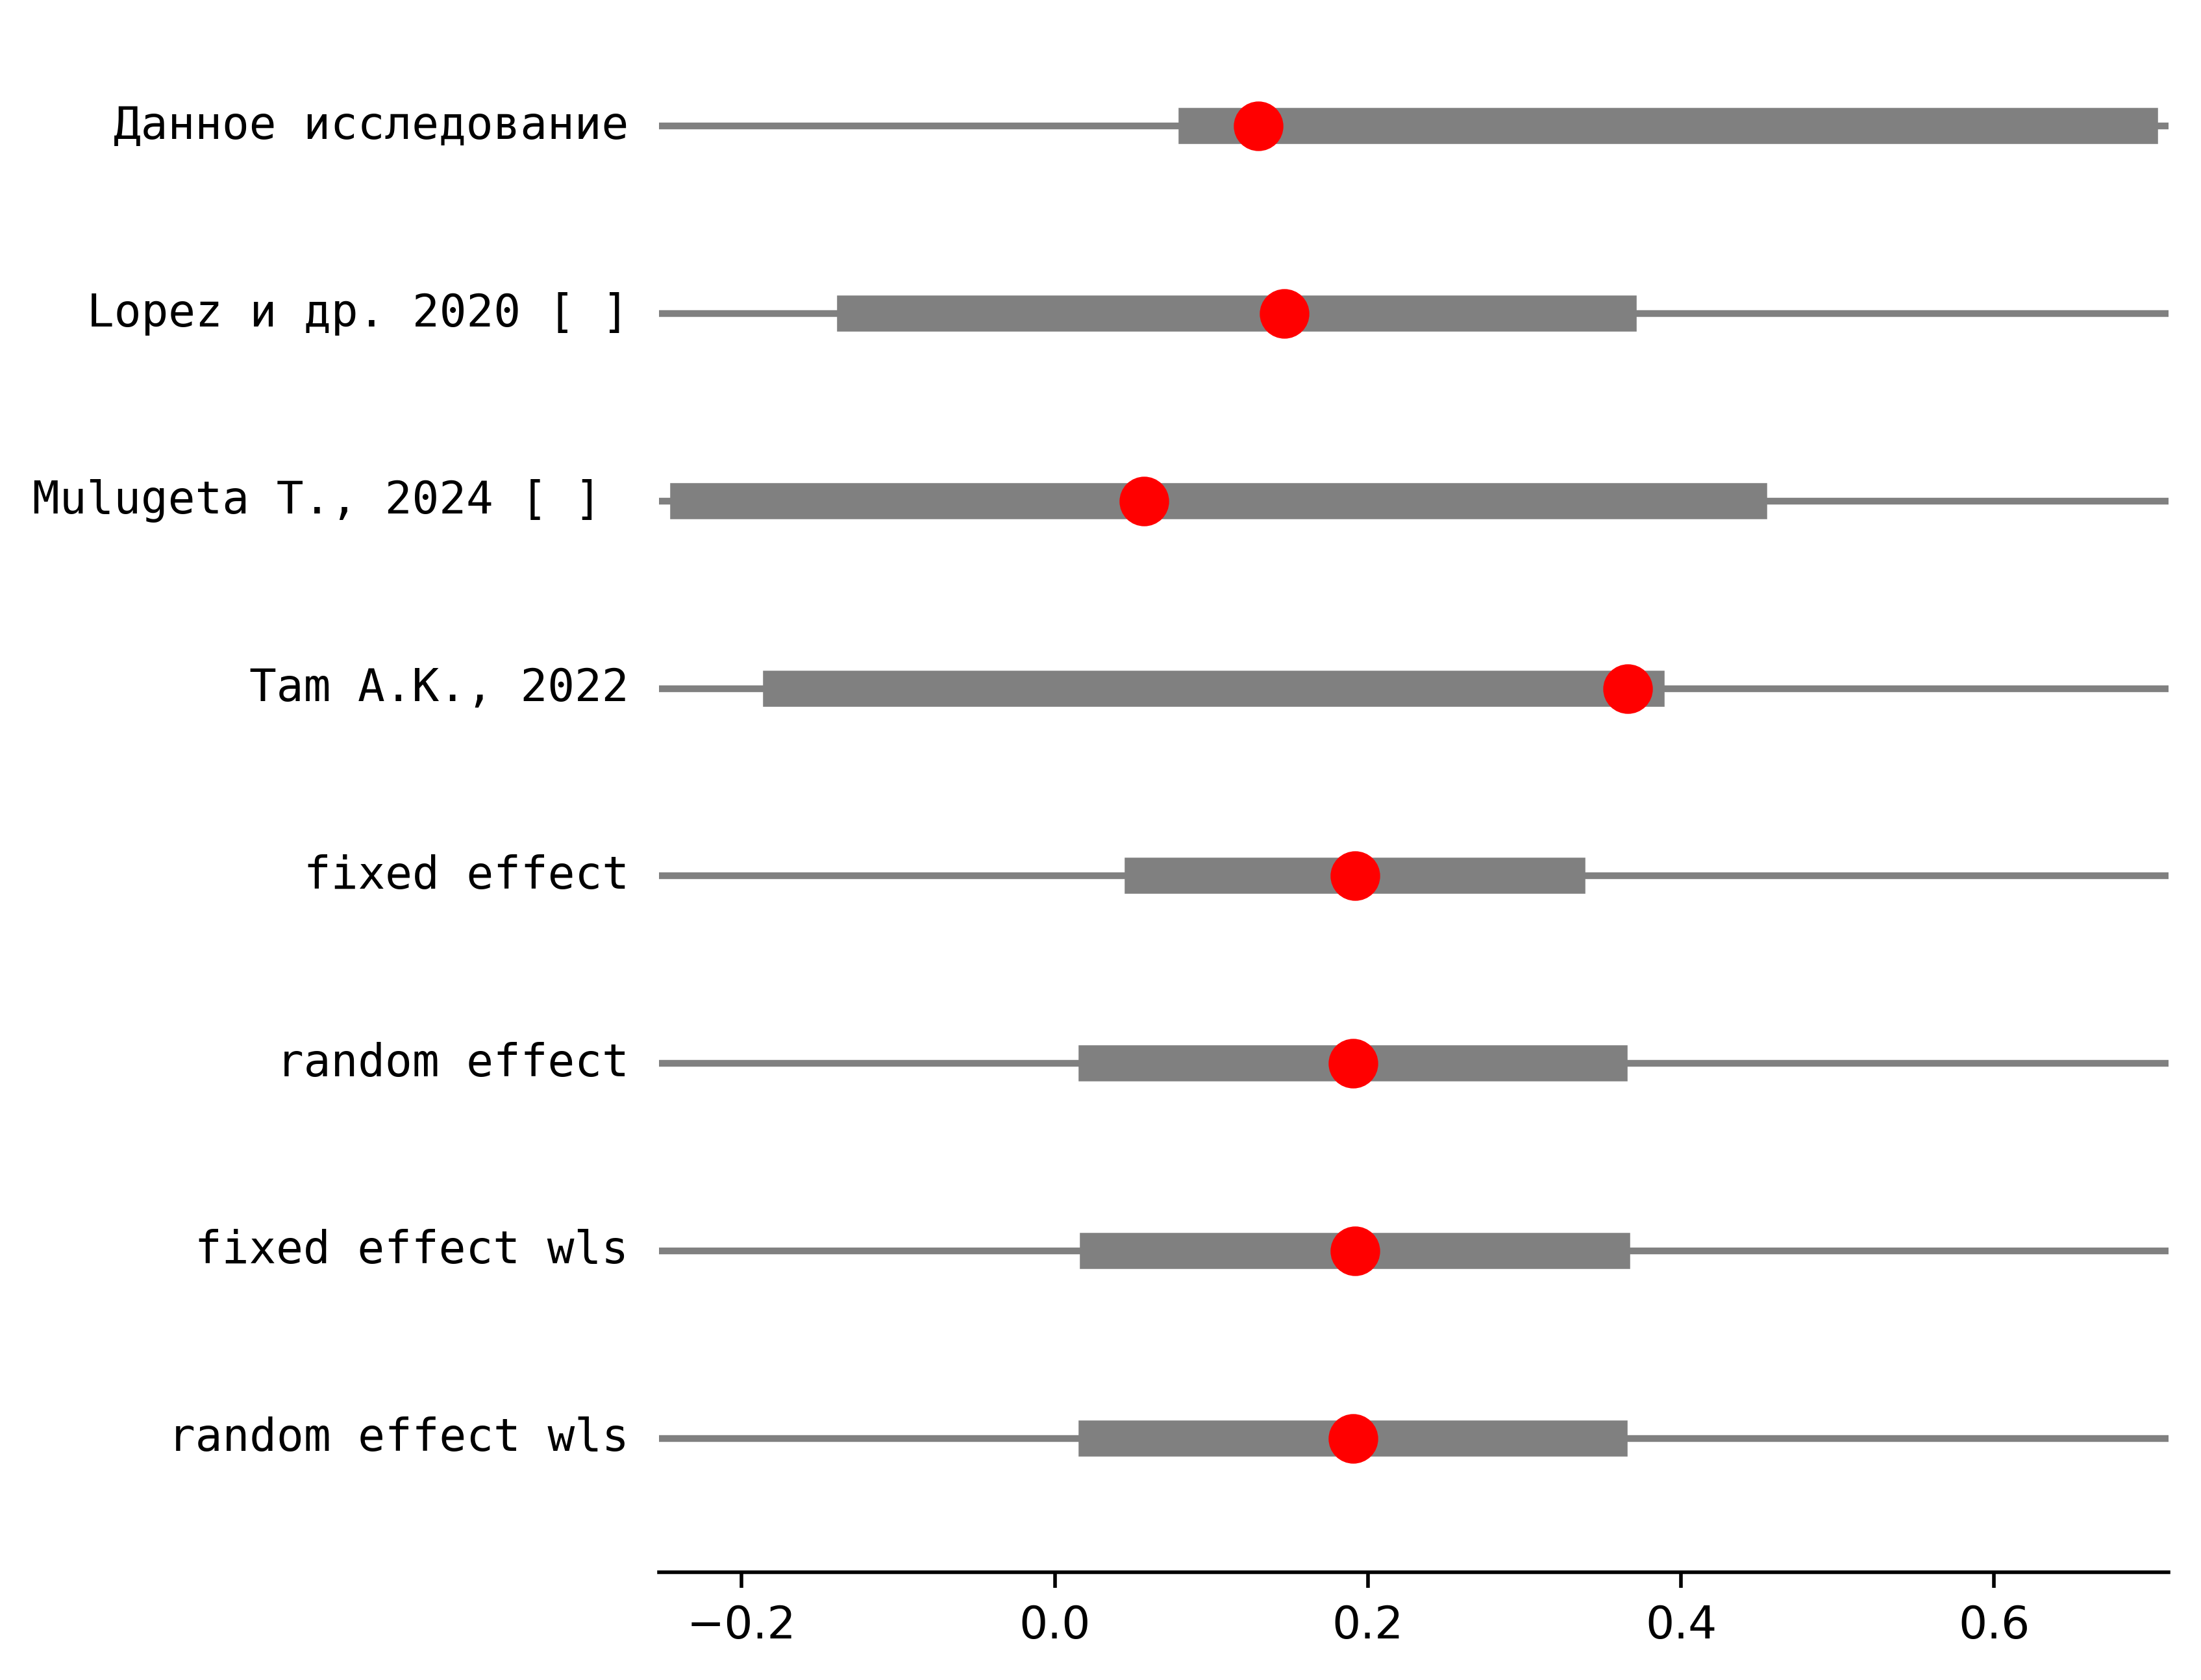 Данное исследование
Lopez и др. 2020 [ ]
Mulugeta T., 2024 [ ]
Tam A.K., 2022
fixed effect
random effect
fixed effect wls
random effect wls
−0.2 0.0 0.2 0.4 0.6